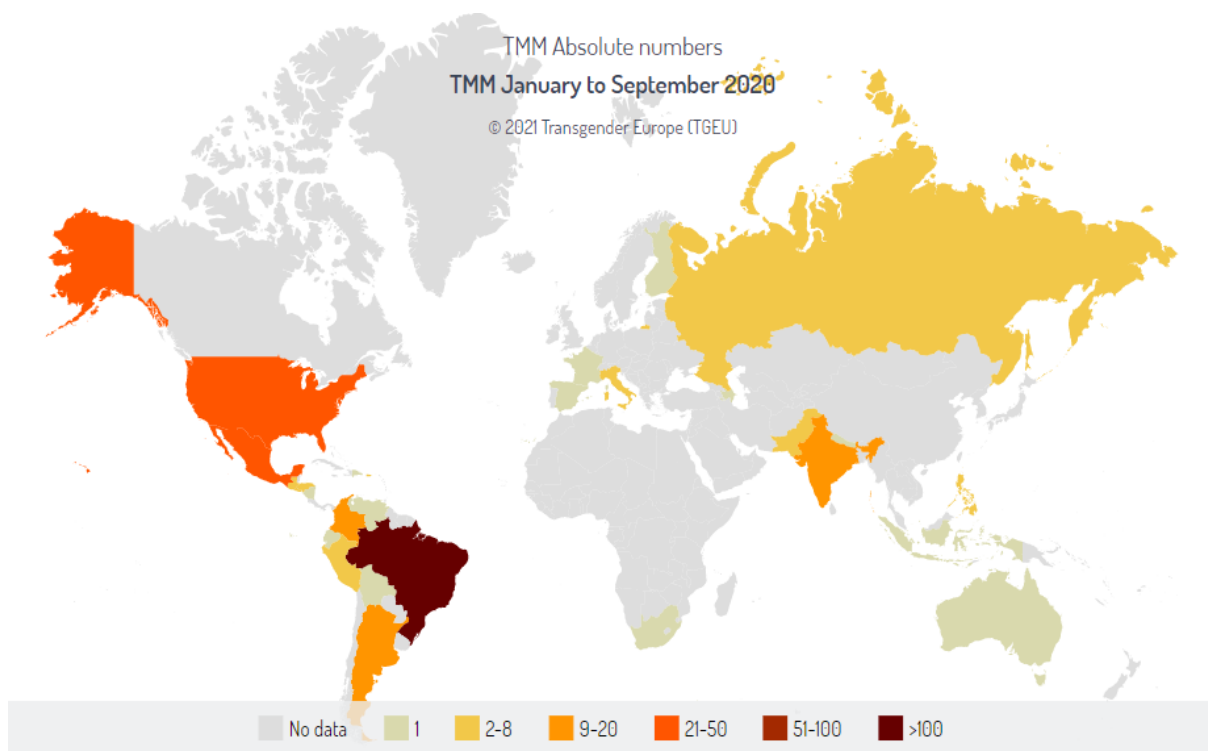 TMM Absolute numbers
TMM January to September 2020
© 2021 Transgender Europe (TGEU)
No data 1 2-8 9-20 21-50 51-100 >100